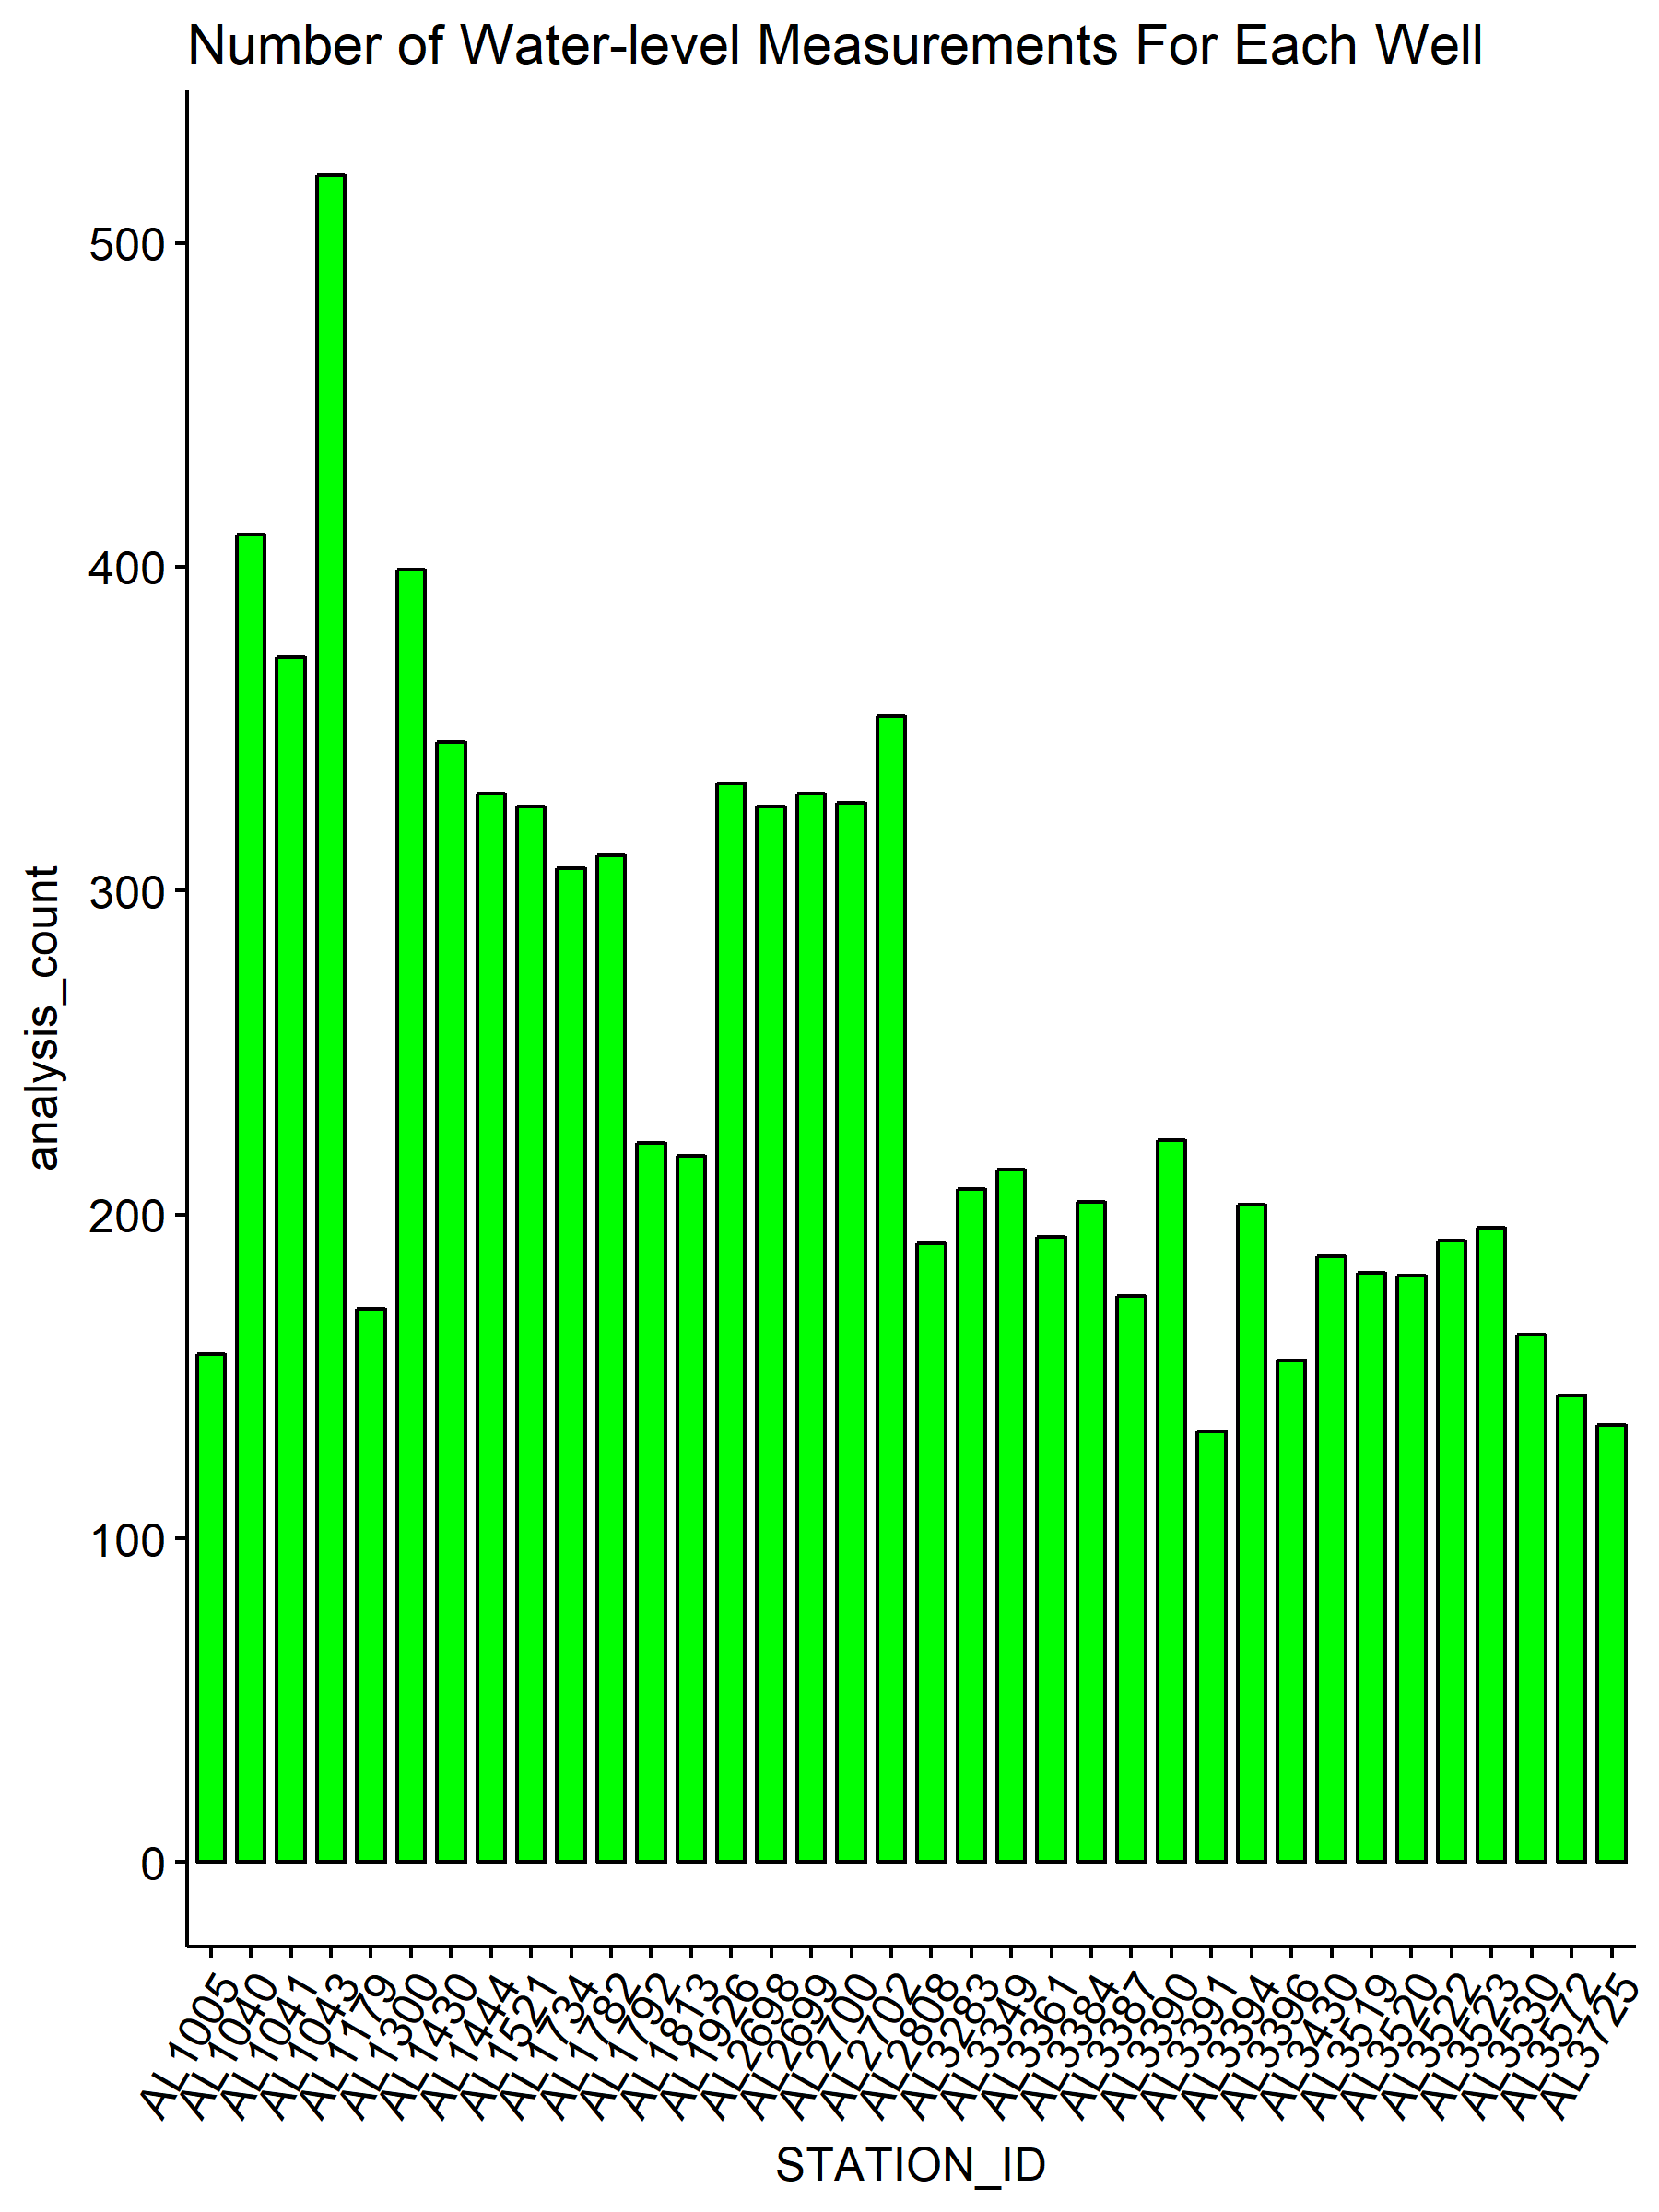 Number of Water-level Measurements For Each Well
analysis_count
500
400
300
200
100
0
AL1005
AL1040
AL1041
AL1043
AL1179
AL1300
AL1430
AL1444
AL1521
AL1734
AL1782
AL1792
AL1813
AL1926
AL2698
AL2699
AL2700
AL2702
AL2808
AL3283
AL3349
AL3361
AL3384
AL3387
AL3390
AL3391
AL3394
AL3396
AL3430
AL3519
AL3520
AL3522
AL3523
AL3530
AL3572
AL3725
STATION_ID